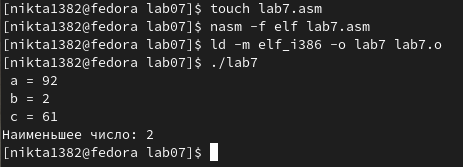 [nikta1382@fedora lab07]$ touch lab7.asm
[nikta1382@fedora lab07]$ nasm -f elf lab7.asm
[nikta1382@fedora lab07]$ ld -m elf_i386 -o lab7 lab7.o
[nikta1382@fedora lab07]$ ./lab7
 a = 92
 b = 2
 c = 61
Наименьшее число: 2
[nikta1382@fedora lab07]$